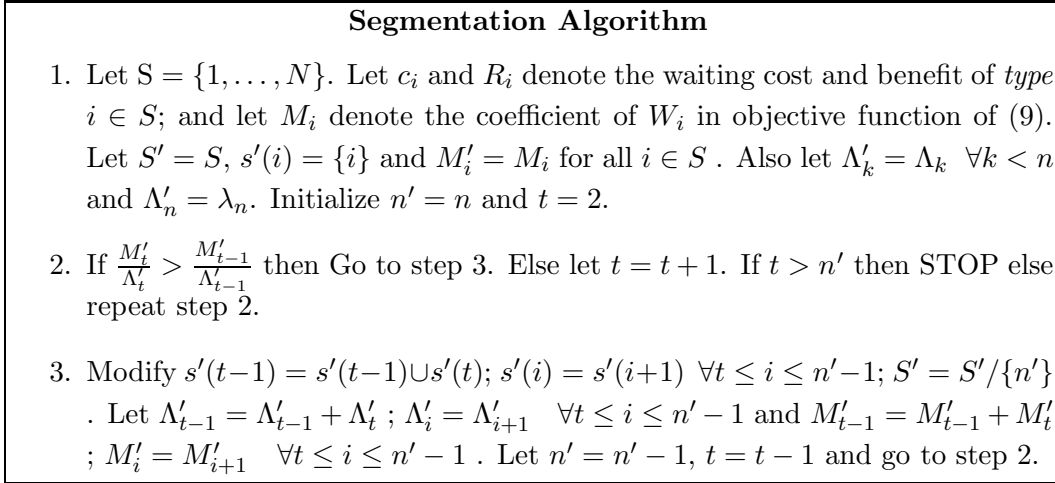 Segmentation Algorithm
1. Let S = {1, . . . , N}. Let c_i and R_i denote the waiting cost and benefit of type
i ∈ S; and let M_i denote the coefficient of W_i in objective function of (9).
Let S′ = S, s′(i) = {i} and M′_i = M_i for all i ∈ S . Also let Λ′_k = Λ_k ∀k < n
and Λ′_n = λ_n. Initialize n′ = n and t = 2.
2. If M′_t/Λ′_t > M′_{t−1}/Λ′_{t−1} then Go to step 3. Else let t = t + 1. If t > n′ then STOP else
repeat step 2.
3. Modify s′(t−1) = s′(t−1)∪s′(t); s′(i) = s′(i+1) ∀t ≤ i ≤ n′−1; S′ = S′/{n′}
. Let Λ′_{t−1} = Λ′_{t−1} + Λ′_t ; Λ′_i = Λ′_{i+1} ∀t ≤ i ≤ n′ − 1 and M′_{t−1} = M′_{t−1} + M′_t
; M′_i = M′_{i+1} ∀t ≤ i ≤ n′ − 1 . Let n′ = n′ − 1, t = t − 1 and go to step 2.